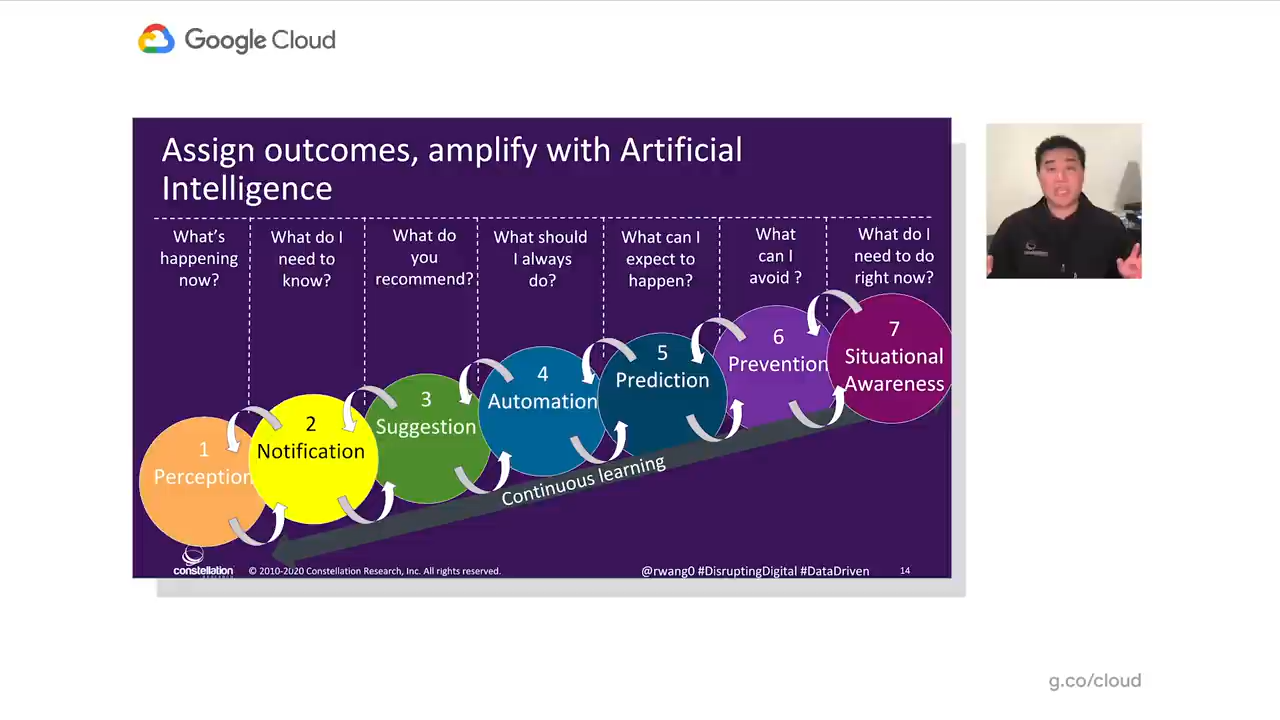 Google Cloud
Assign outcomes, amplify with Artificial
Intelligence
What's
happening
now?
What do I
need to
know?
What do
you
recommend?
What should
I always
do?
What can I
expect to
happen?
What
can I
avoid ?
What do I
need to do
right now?
1
Perception
2
Notification
3
Suggestion
4
Automation
5
Prediction
6
Prevention
7
Situational
Awareness
Continuous learning
constellation
RESEARCH
© 2010-2020 Constellation Research, Inc. All rights reserved.
@rwang0 #DisruptingDigital #DataDriven
14
g.co/cloud